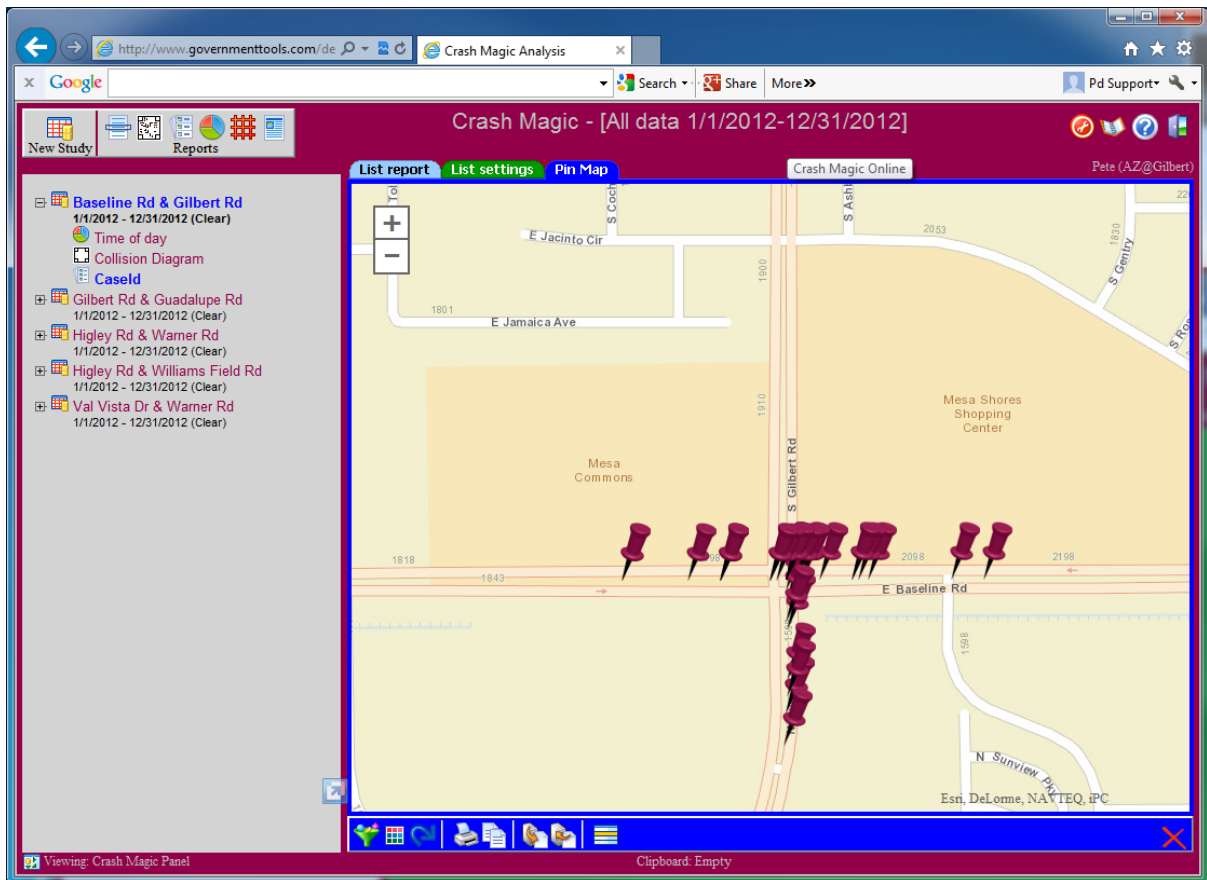 http://www.governmenttools.com/de
Crash Magic Analysis
x Google
Search
Share
More»
Pd Support
New Study
Reports
Crash Magic - [All data 1/1/2012-12/31/2012]
List report
List settings
Pin Map
Crash Magic Online
Pete (AZ@Gilbert)
Baseline Rd & Gilbert Rd
1/1/2012 - 12/31/2012 (Clear)
Time of day
Collision Diagram
CaseId
Gilbert Rd & Guadalupe Rd
1/1/2012 - 12/31/2012 (Clear)
Higley Rd & Warner Rd
1/1/2012 - 12/31/2012 (Clear)
Higley Rd & Williams Field Rd
1/1/2012 - 12/31/2012 (Clear)
Val Vista Dr & Warner Rd
1/1/2012 - 12/31/2012 (Clear)
+
−
S Coch
S Ash
E Jacinto Cir
2053
1830
S Gentry
1900
1801
E Jamaica Ave
S Ros
1910
Mesa Shores
Shopping
Center
S Gilbert Rd
Mesa
Commons
1818
2098
2198
1843
E Baseline Rd
1598
N Sunview Pky
Esri, DeLorme, NAVTEQ, iPC
Viewing: Crash Magic Panel
Clipboard: Empty